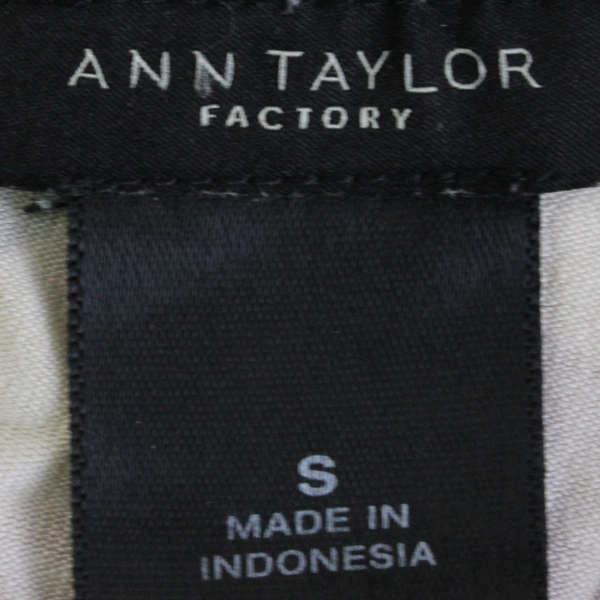 ANN TAYLOR
FACTORY
S
MADE IN
INDONESIA